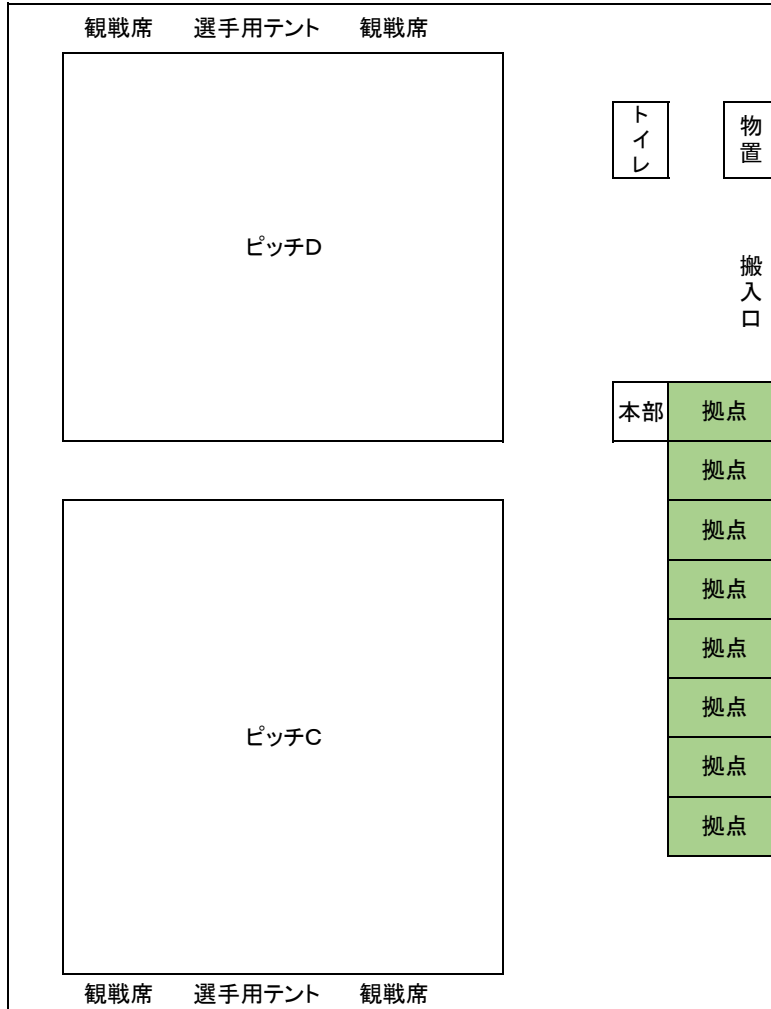 観戦席 選手用テント 観戦席
トイレ
物置
ピッチD
搬入口
本部 拠点
拠点
拠点
拠点
拠点
拠点
ピッチC
拠点
拠点
観戦席 選手用テント 観戦席